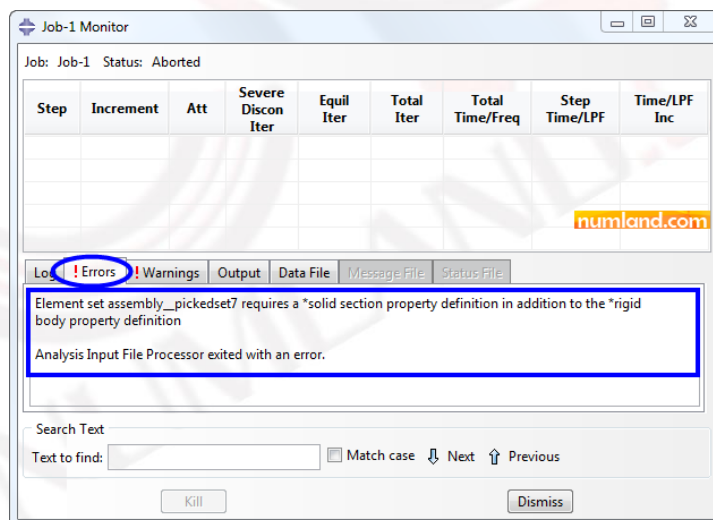 Job-1 Monitor
Job: Job-1 Status: Aborted
Step Increment Att Severe Discon Iter Equil Iter Total Iter Total Time/Freq Step Time/LPF Time/LPF Inc
numland.com
Log ! Errors ! Warnings Output Data File Message File Status File
Element set assembly__pickedset7 requires a *solid section property definition in addition to the *rigid
body property definition
Analysis Input File Processor exited with an error.
Search Text
Text to find: Match case Next Previous
Kill Dismiss